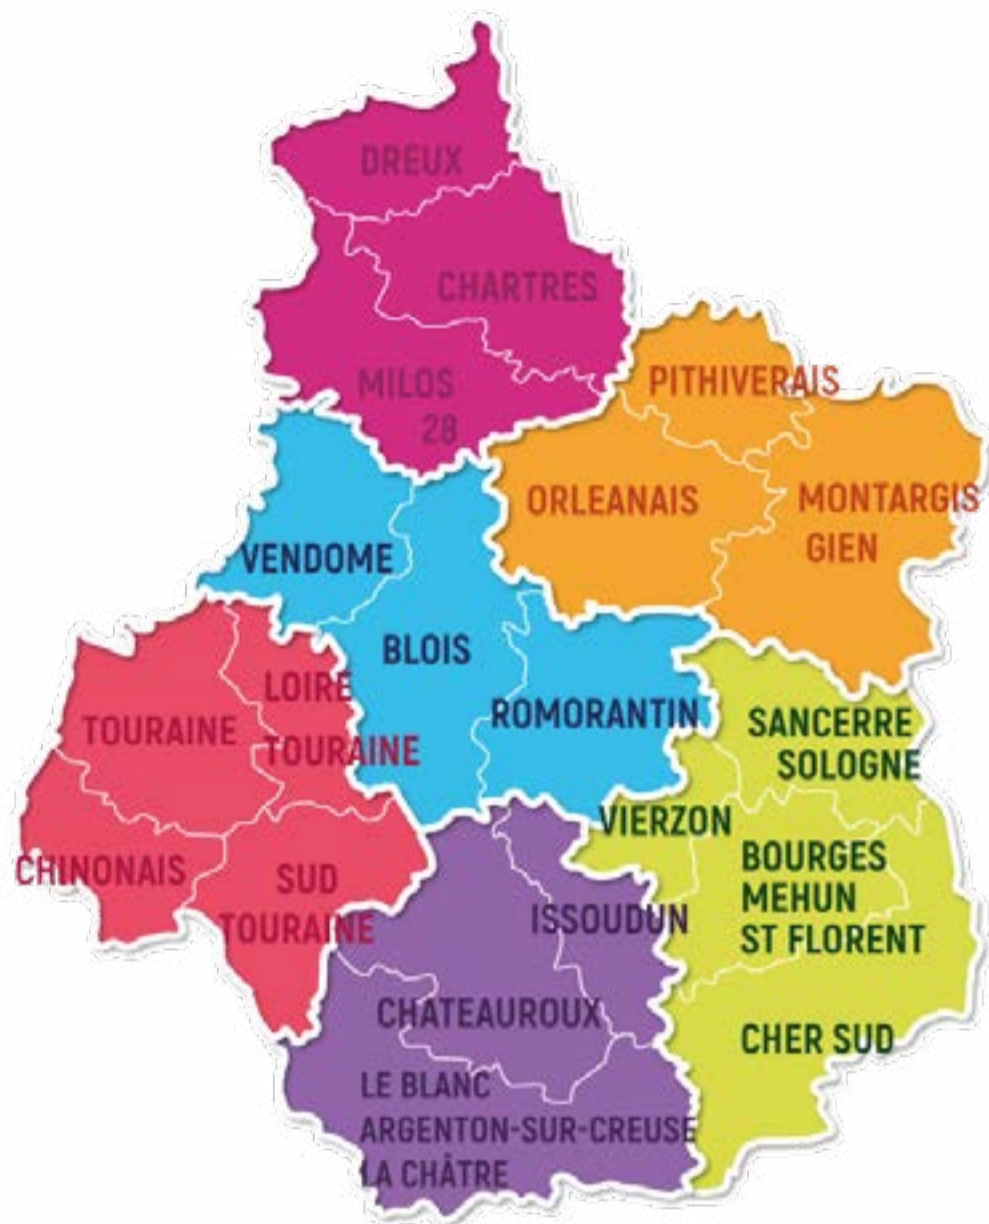 DREUX
CHARTRES
MILOS
28
PITHIVERAIS
ORLEANAIS
MONTARGIS
GIEN
VENDOME
BLOIS
ROMORANTIN
LOIRE
TOURAINE
TOURAINE
CHINONAIS
SUD
TOURAINE
SANCERRE
SOLOGNE
VIERZON
BOURGES
MEHUN
ST FLORENT
CHER SUD
ISSOUDUN
CHATEAUROUX
LE BLANC
ARGENTON-SUR-CREUSE
LA CHÂTRE